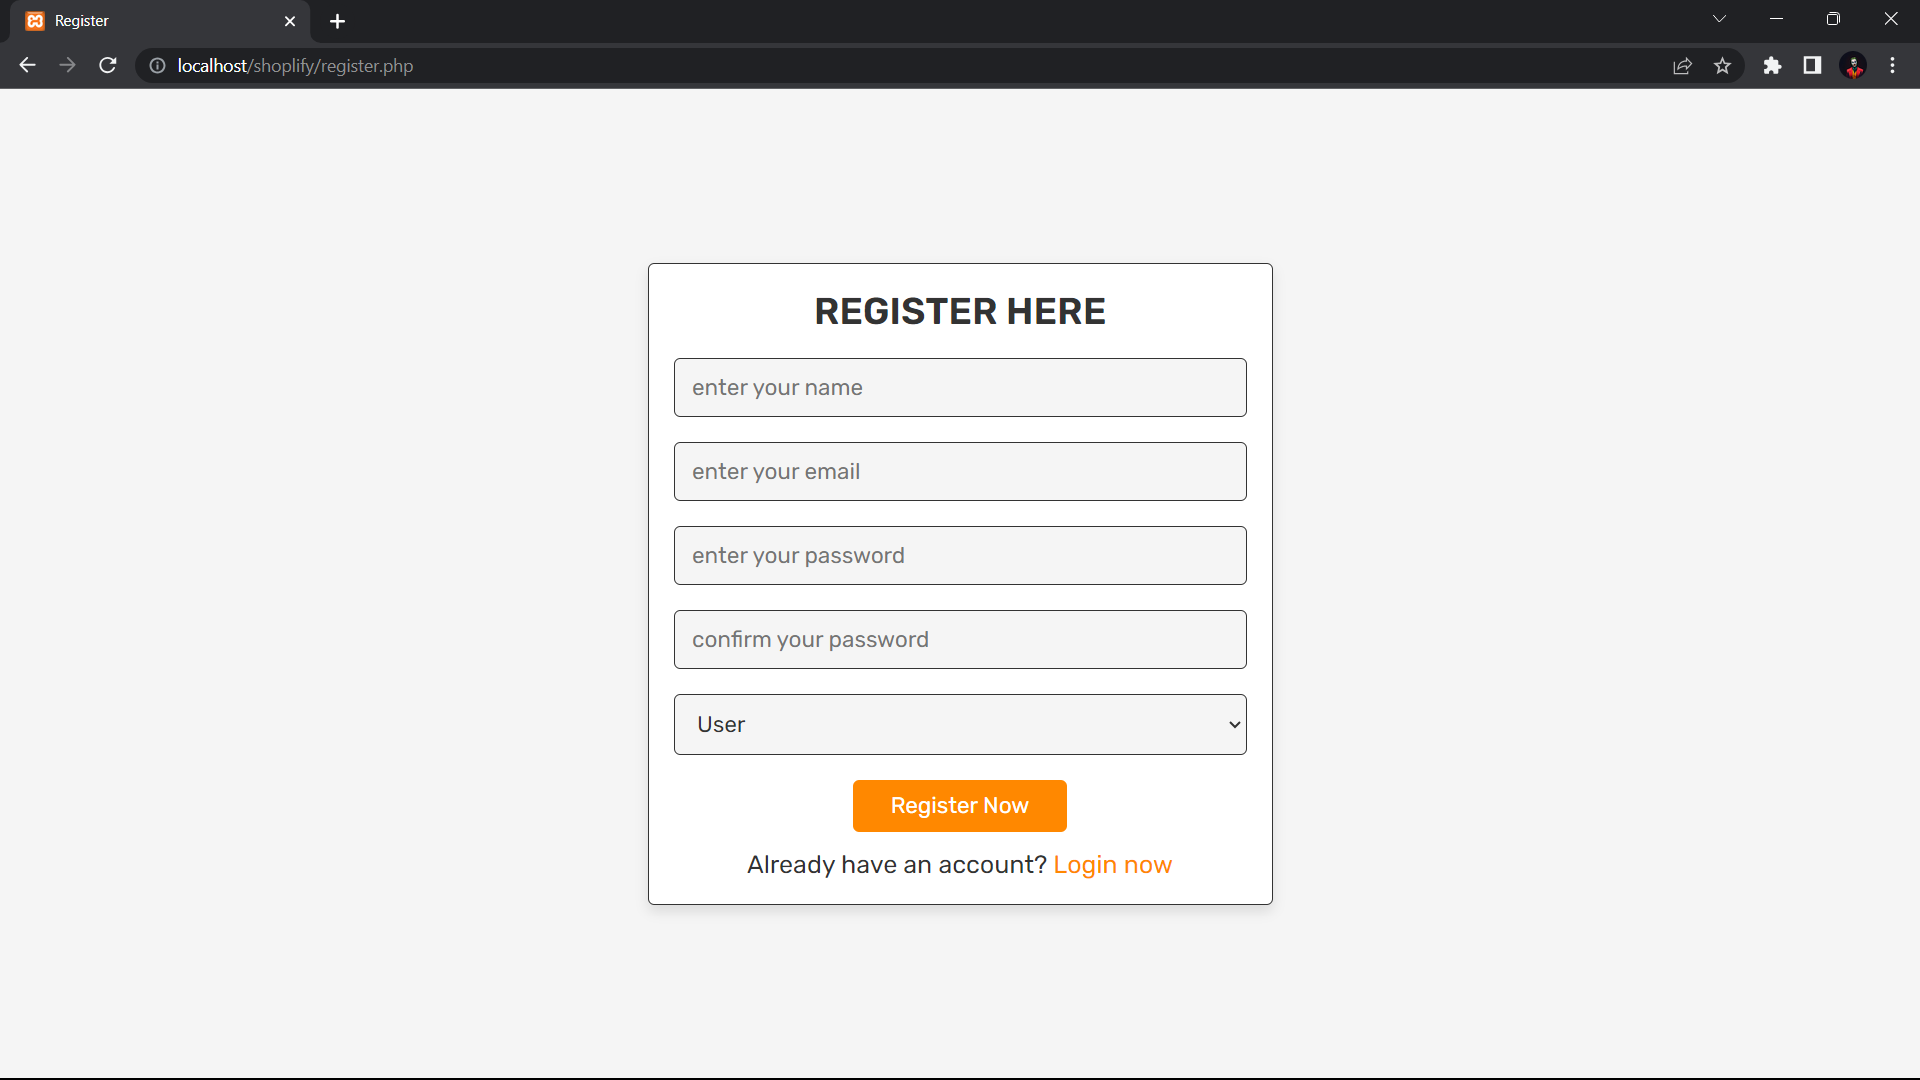 Register
localhost/shoplify/register.php
REGISTER HERE
enter your name
enter your email
enter your password
confirm your password
User
Register Now
Already have an account? Login now